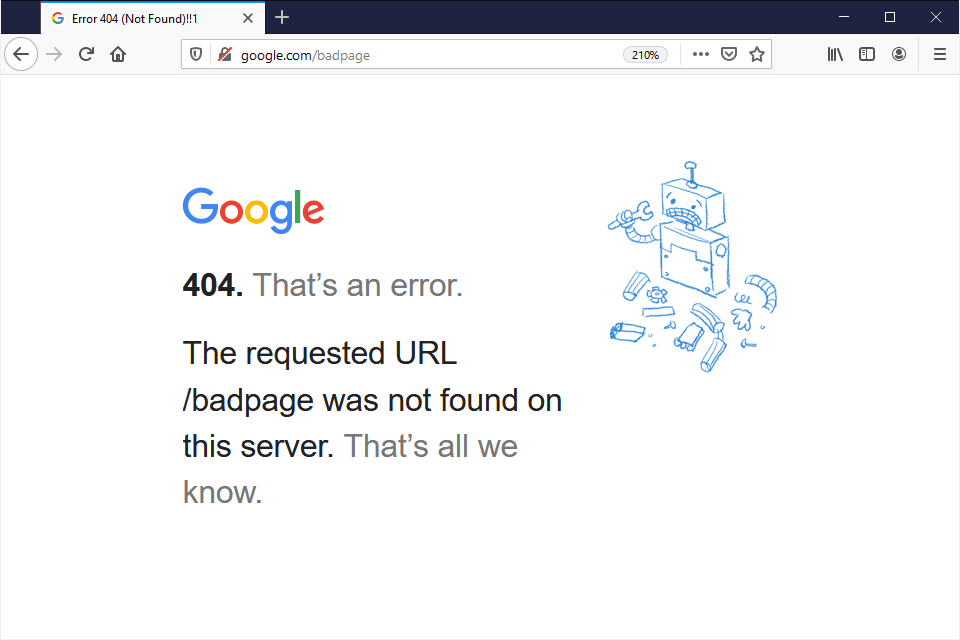 Error 404 (Not Found)!!1
google.com/badpage
210%
Google
404. That’s an error.
The requested URL
/badpage was not found on
this server. That’s all we
know.